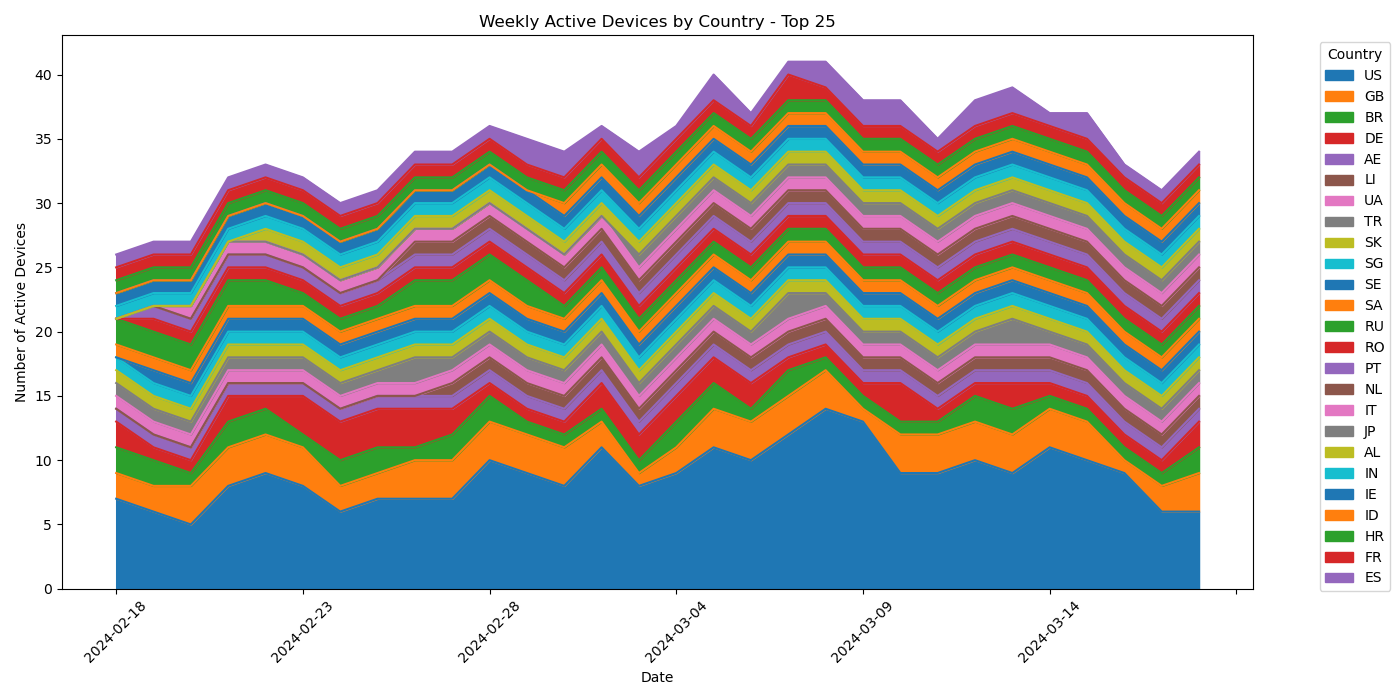 Weekly Active Devices by Country - Top 25
Number of Active Devices
40
35
30
25
20
15
10
5
0
2024-02-18
2024-02-23
2024-02-28
2024-03-04
2024-03-09
2024-03-14
Date
Country
US
GB
BR
DE
AE
LI
UA
TR
SK
SG
SE
SA
RU
RO
PT
NL
IT
JP
AL
IN
IE
ID
HR
FR
ES